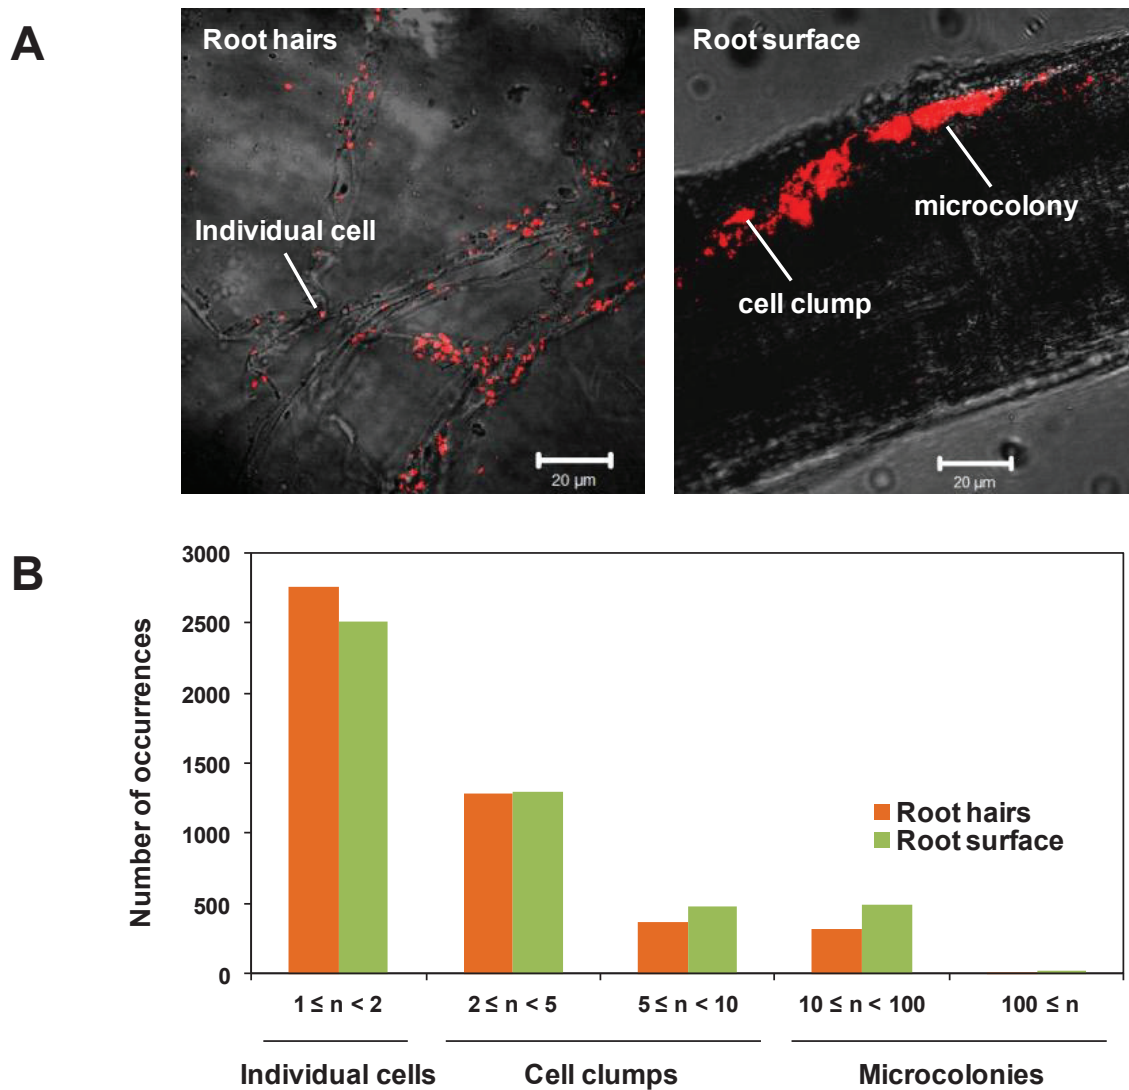 A
Root hairs
Individual cell
20 µm
Root surface
microcolony
cell clump
20 µm
B
Number of occurrences
3000
2500
2000
1500
1000
500
0
Root hairs
Root surface
1 ≤ n < 2
2 ≤ n < 5
5 ≤ n < 10
10 ≤ n < 100
100 ≤ n
Individual cells
Cell clumps
Microcolonies